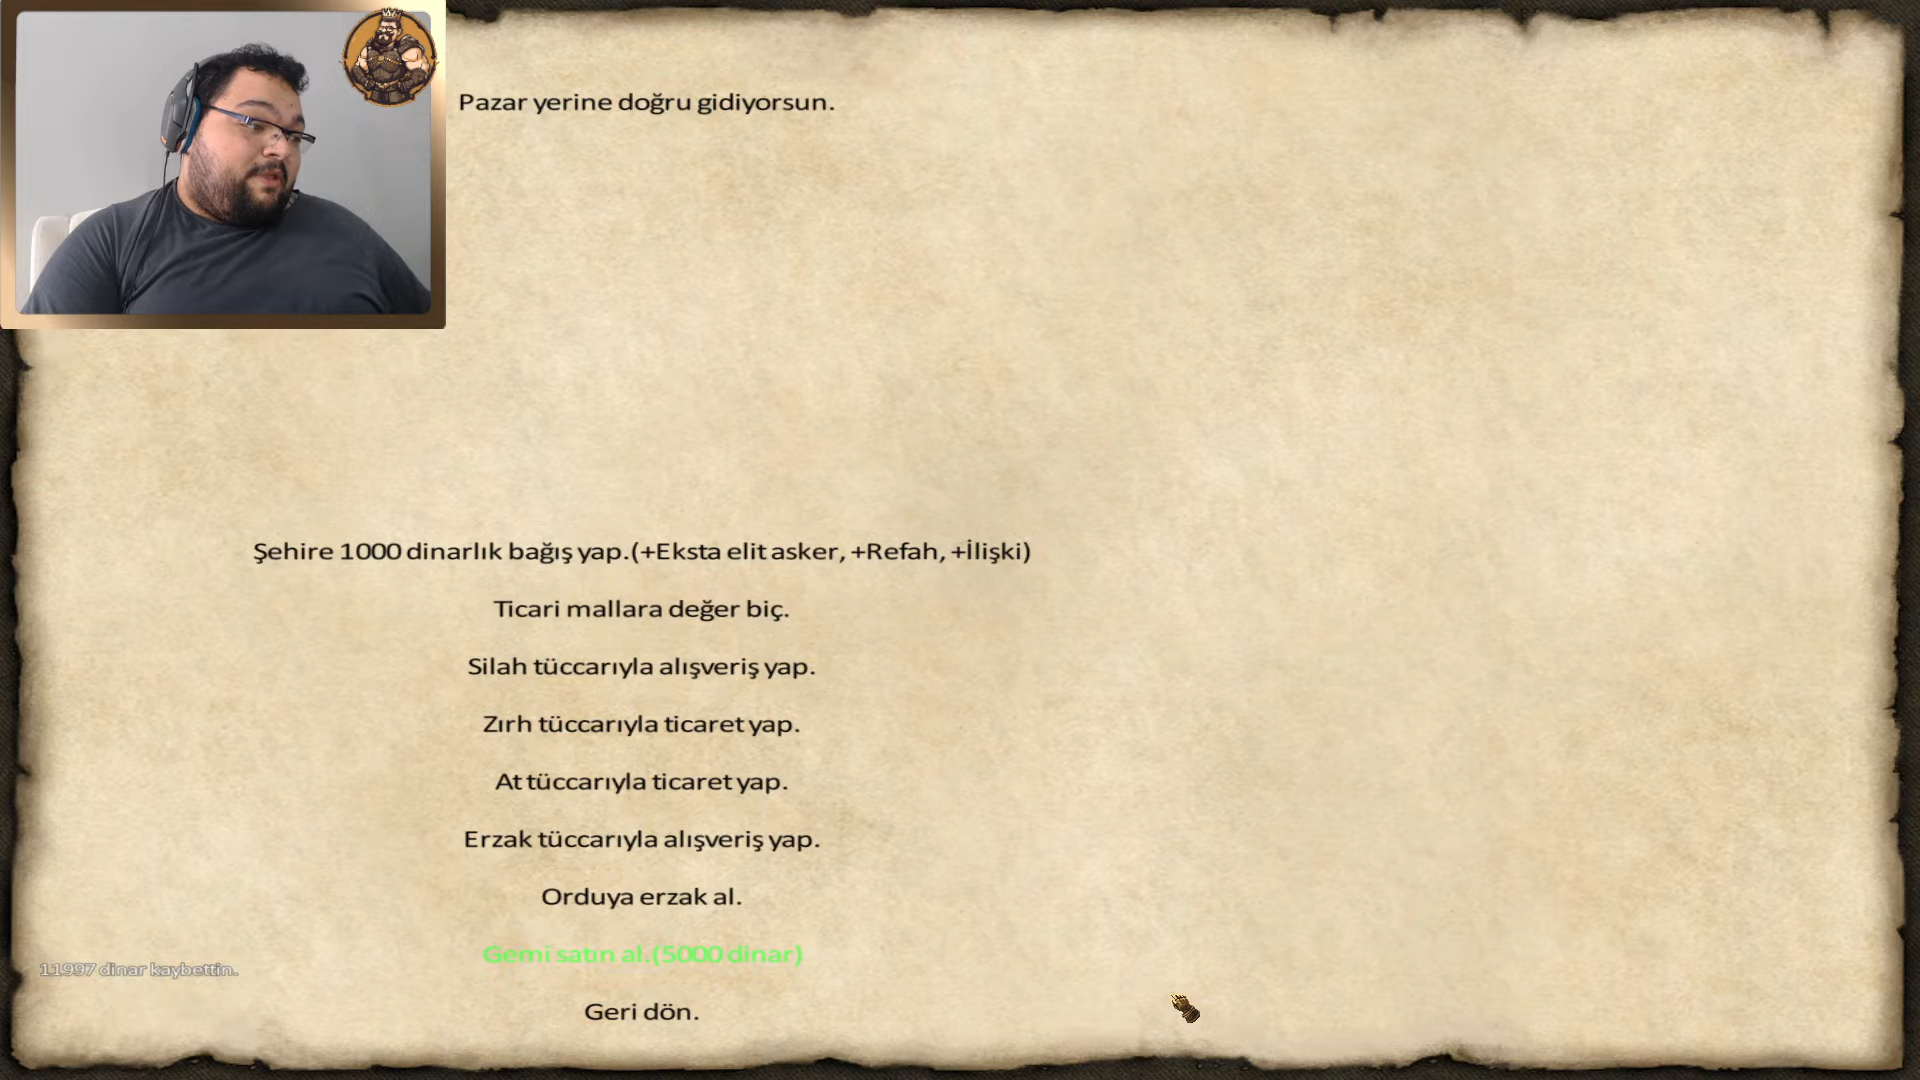 Pazar yerine doğru gidiyorsun.
Şehire 1000 dinarlık bağış yap.(+Eksta elit asker, +Refah, +İlişki)
Ticari mallara değer biç.
Silah tüccarıyla alışveriş yap.
Zırh tüccarıyla ticaret yap.
At tüccarıyla ticaret yap.
Erzak tüccarıyla alışveriş yap.
Orduya erzak al.
Gemi satın al.(5000 dinar)
11997 dinar kaybettin.
Geri dön.